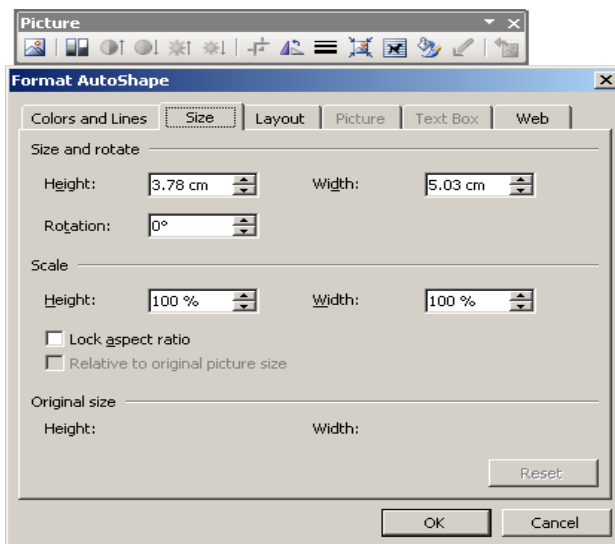 Picture
Format AutoShape
Colors and Lines Size Layout Picture Text Box Web
Size and rotate
Height: 3.78 cm Width: 5.03 cm
Rotation: 0°
Scale
Height: 100 % Width: 100 %
Lock aspect ratio
Relative to original picture size
Original size
Height: Width:
Reset
OK Cancel